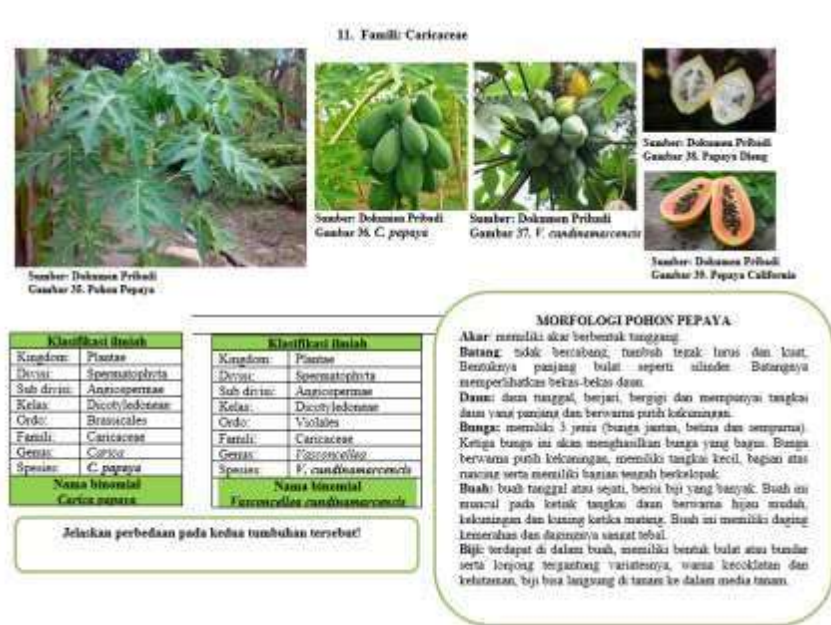 11. Famili: Caricaceae
Sumber: Dokumen Pribadi
Gambar 38. Papaya Dieng
Sumber: Dokumen Pribadi
Gambar 36. C. papaya
Sumber: Dokumen Pribadi
Gambar 37. V. cundinamarcencis
Sumber: Dokumen Pribadi
Gambar 39. Pepaya California
Sumber: Dokumen Pribadi
Gambar 35. Pohon Pepaya
Klasifikasi ilmiah
Kingdom: Plantae
Divisi: Spermatophyta
Sub divisi: Angiospermae
Kelas: Dicotyledoneae
Ordo: Brassicales
Famili: Caricaceae
Genus: Carica
Spesies: C. papaya
Nama binomial
Carica papaya
Klasifikasi ilmiah
Kingdom: Plantae
Divisi: Spermatophyta
Sub divisi: Angiospermae
Kelas: Dicotyledoneae
Ordo: Violales
Famili: Caricaceae
Genus: Vasconcellea
Spesies: V. cundinamarcencis
Nama binomial
Vasconcellea cundinamarcencis
Jelaskan perbedaan pada kedua tumbuhan tersebut!
MORFOLOGI POHON PEPAYA
Akar: memiliki akar berbentuk tunggang.
Batang: tidak bercabang, tumbuh tegak lurus dan kuat,
Bentuknya panjang bulat seperti silinder. Batangnya
memperlihatkan bekas-bekas daun.
Daun: daun tunggal, berjari, bergigi dan mempunyai tangkai
daun yang panjang dan berwarna putih kekuningan.
Bunga: memiliki 3 jenis (bunga jantan, betina dan sempurna).
Ketiga bunga ini akan menghasilkan bunga yang bagus. Bunga
berwarna putih kekuningan, memiliki tangkai kecil, bagian atas
runcing serta memiliki bagian tengah berkelopak.
Buah: buah tunggal atau sejati, berisi biji yang banyak. Buah ini
muncul pada ketiak tangkai daun berwarna hijau mudah,
kekuningan dan kuning ketika matang. Buah ini memiliki daging
kemerahan dan dagingnya sangat tebal.
Biji: terdapat di dalam buah, memiliki bentuk bulat atau bundar
serta lonjong tergantung variatesnya, warna kecoklatan dan
kehitaman, biji bisa langsung di tanam ke dalam media tanam.